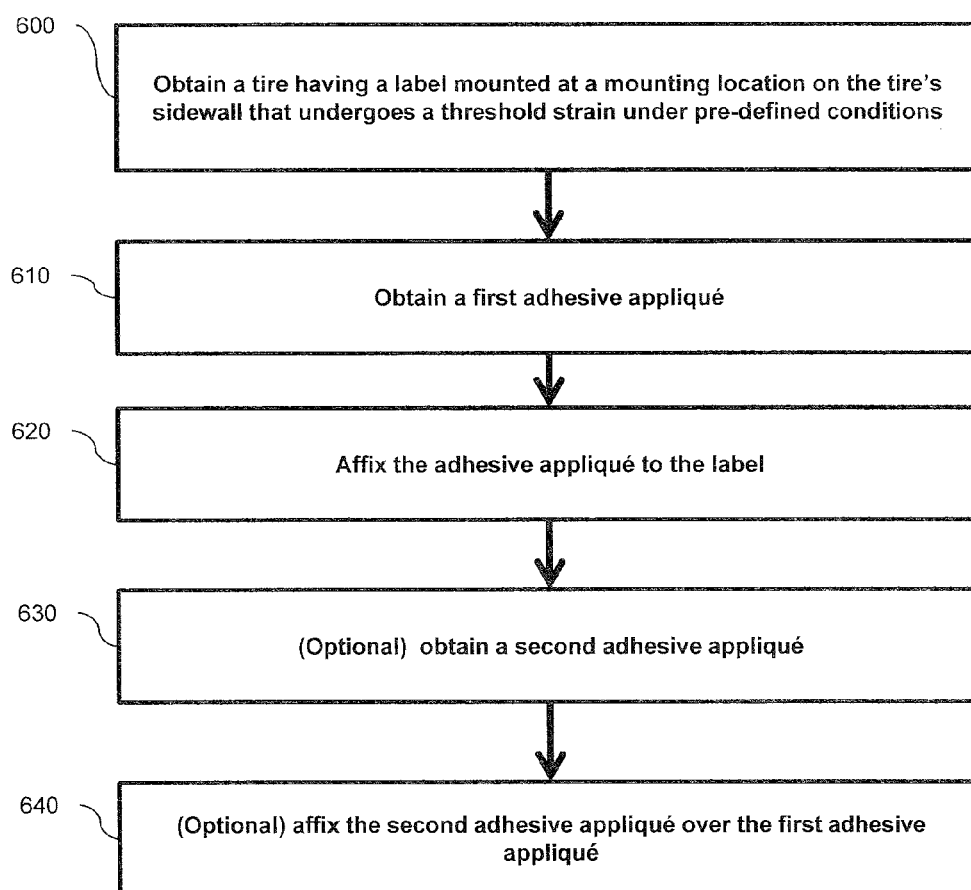 600
Obtain a tire having a label mounted at a mounting location on the tire's
sidewall that undergoes a threshold strain under pre-defined conditions
610
Obtain a first adhesive appliqué
620
Affix the adhesive appliqué to the label
630
(Optional) obtain a second adhesive appliqué
640
(Optional) affix the second adhesive appliqué over the first adhesive
appliqué